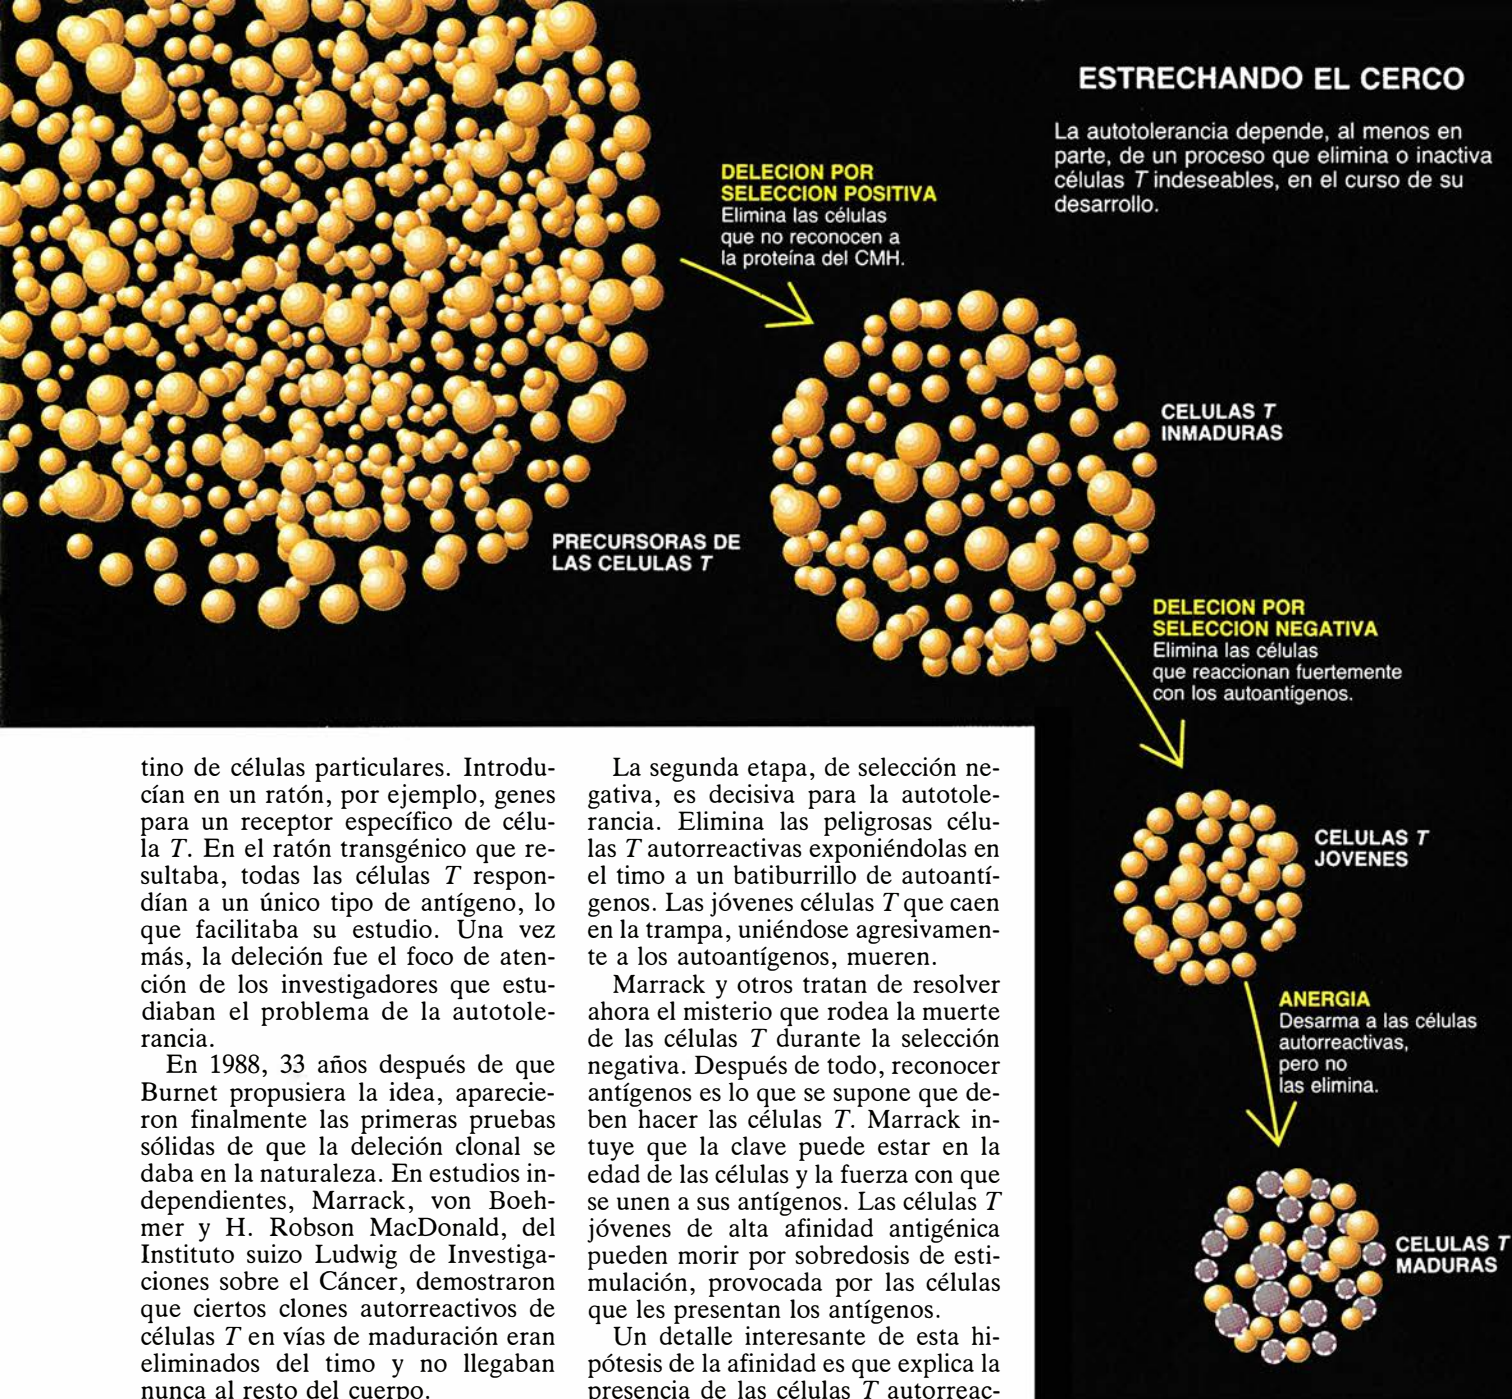 ESTRECHANDO EL CERCO
La autotolerancia depende, al menos en
parte, de un proceso que elimina o inactiva
células T indeseables, en el curso de su
desarrollo.
DELECION POR
SELECCION POSITIVA
Elimina las células
que no reconocen a
la proteína del CMH.
CELULAS T
INMADURAS
PRECURSORAS DE
LAS CELULAS T
DELECION POR
SELECCION NEGATIVA
Elimina las células
que reaccionan fuertemente
con los autoantígenos.
CELULAS T
JOVENES
ANERGIA
Desarma a las células
autorreactivas,
pero no
las elimina.
CELULAS T
MADURAS
tino de células particulares. Introdu-
cían en un ratón, por ejemplo, genes
para un receptor específico de célu-
la T. En el ratón transgénico que re-
sultaba, todas las células T respon-
dían a un único tipo de antígeno, lo
que facilitaba su estudio. Una vez
más, la deleción fue el foco de aten-
ción de los investigadores que estu-
diaban el problema de la autotole-
rancia.
En 1988, 33 años después de que
Burnet propusiera la idea, aparecie-
ron finalmente las primeras pruebas
sólidas de que la deleción clonal se
daba en la naturaleza. En estudios in-
dependientes, Marrack, von Boeh-
mer y H. Robson MacDonald, del
Instituto suizo Ludwig de Investiga-
ciones sobre el Cáncer, demostraron
que ciertos clones autorreactivos de
células T en vías de maduración eran
eliminados del timo y no llegaban
nunca al resto del cuerpo.
La segunda etapa, de selección ne-
gativa, es decisiva para la autotole-
rancia. Elimina las peligrosas célu-
las T autorreactivas exponiéndolas en
el timo a un batiburrillo de autoantí-
genos. Las jóvenes células T que caen
en la trampa, uniéndose agresivamen-
te a los autoantígenos, mueren.
Marrack y otros tratan de resolver
ahora el misterio que rodea la muerte
de las células T durante la selección
negativa. Después de todo, reconocer
antígenos es lo que se supone que de-
ben hacer las células T. Marrack in-
tuye que la clave puede estar en la
edad de las células y la fuerza con que
se unen a sus antígenos. Las células T
jóvenes de alta afinidad antigénica
pueden morir por sobredosis de esti-
mulación, provocada por las células
que les presentan los antígenos.
Un detalle interesante de esta hi-
pótesis de la afinidad es que explica la
presencia de las células T autorreac-